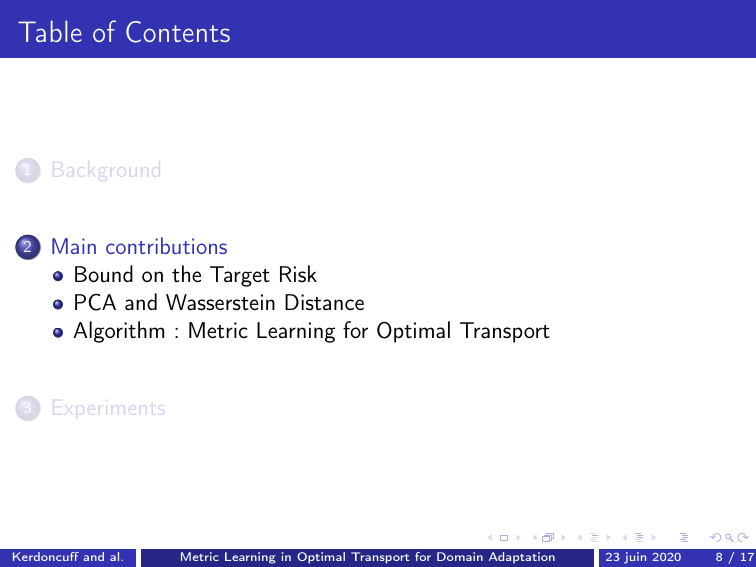 Table of Contents
1 Background
2 Main contributions
Bound on the Target Risk
PCA and Wasserstein Distance
Algorithm : Metric Learning for Optimal Transport
3 Experiments
Kerdoncuff and al. Metric Learning in Optimal Transport for Domain Adaptation 23 juin 2020 8 / 17